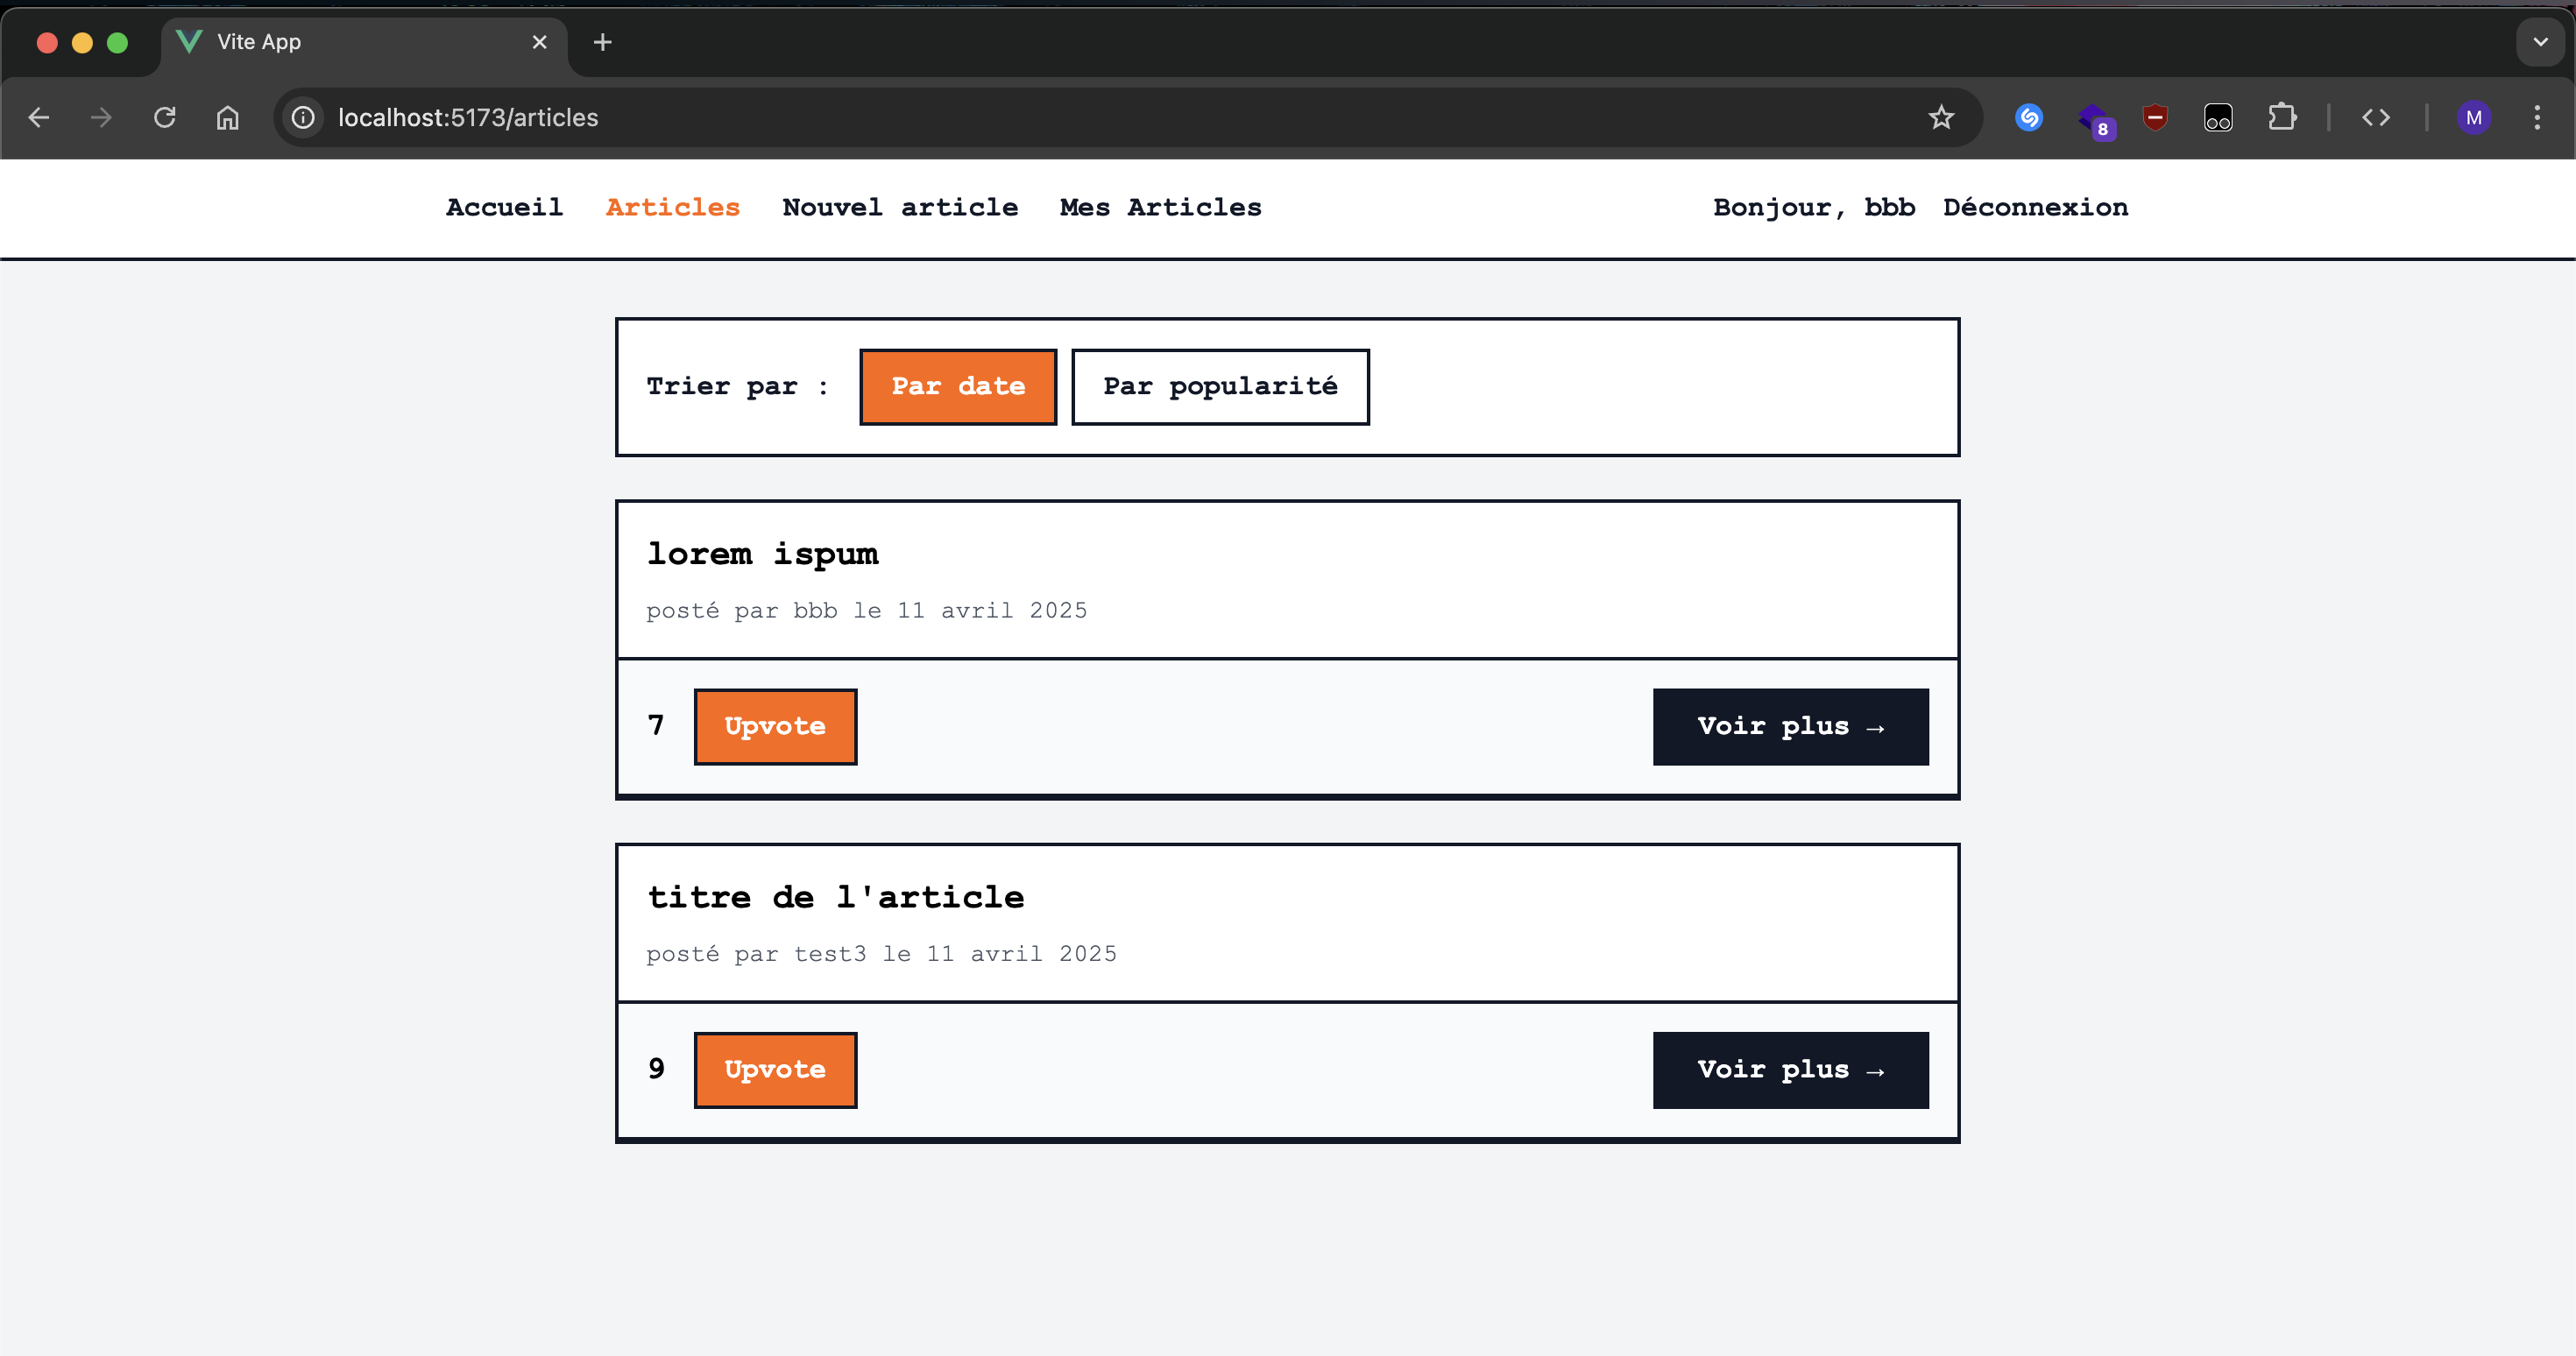 Vite App
localhost:5173/articles
8
M
Accueil Articles Nouvel article Mes Articles Bonjour, bbb Déconnexion
Trier par : Par date Par popularité
lorem ispum
posté par bbb le 11 avril 2025
7 Upvote Voir plus →
titre de l'article
posté par test3 le 11 avril 2025
9 Upvote Voir plus →